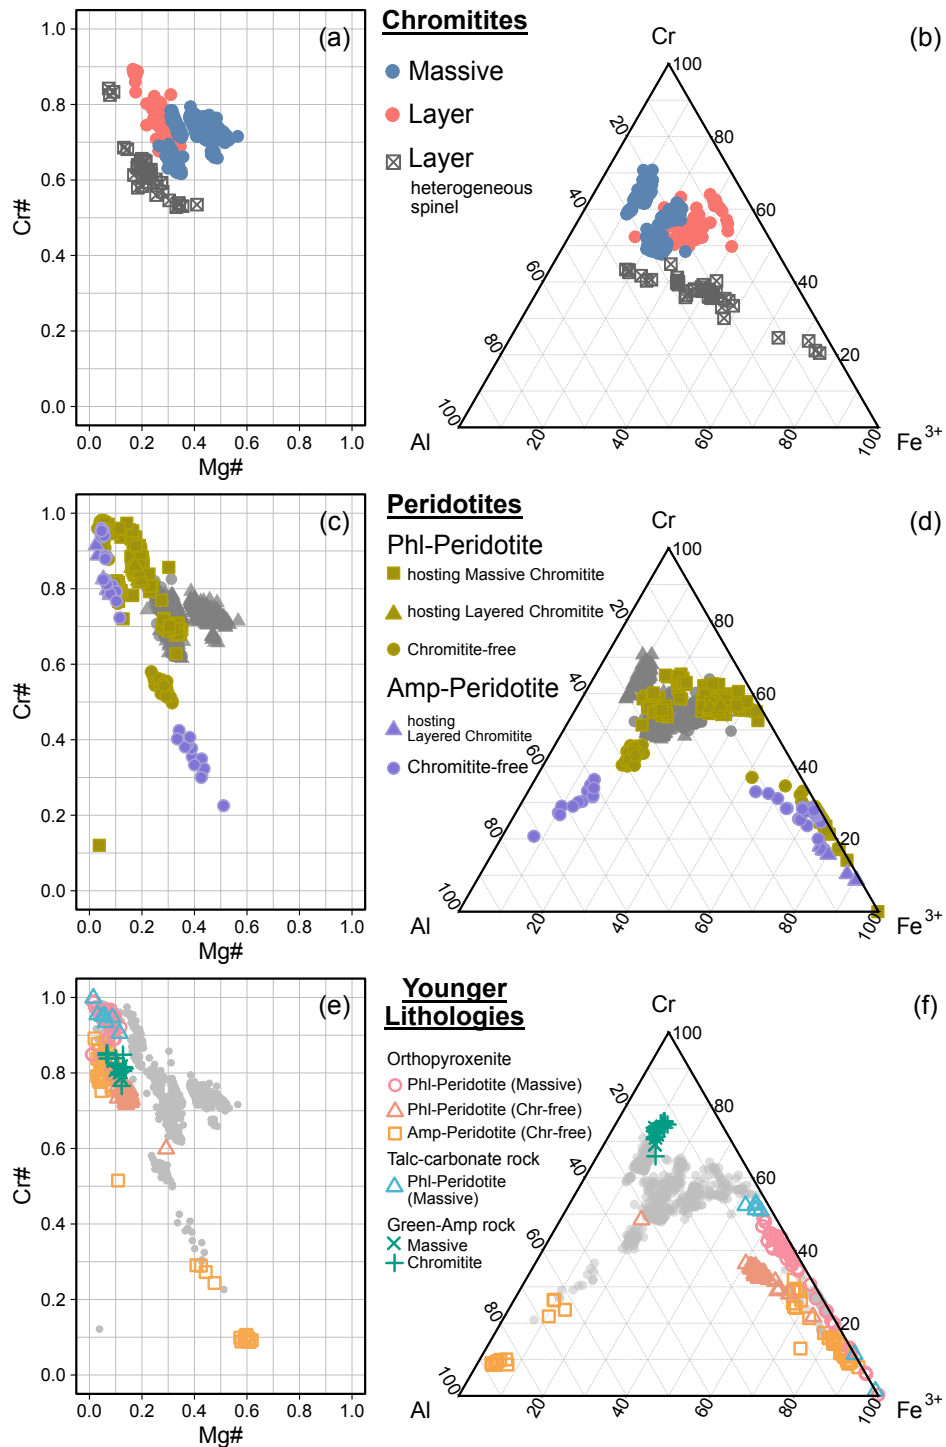 Chromitites
(a)
(b)
Massive
Layer
Layer
heterogeneous
spinel
Cr#
1.0
0.8
0.6
0.4
0.2
0.0
0.0 0.2 0.4 0.6 0.8 1.0
Mg#
Cr
100
80
60
40
20
20
40
60
80
100
Al
20 40 60 80 100
Fe3+
Peridotites
(c)
(d)
Phl-Peridotite
hosting Massive Chromitite
hosting Layered Chromitite
Chromitite-free
Amp-Peridotite
hosting
Layered Chromitite
Chromitite-free
Cr#
1.0
0.8
0.6
0.4
0.2
0.0
0.0 0.2 0.4 0.6 0.8 1.0
Mg#
Cr
100
80
60
40
20
20
40
60
80
100
Al
20 40 60 80 100
Fe3+
Younger
Lithologies
(e)
(f)
Orthopyroxenite
Phl-Peridotite (Massive)
Phl-Peridotite (Chr-free)
Amp-Peridotite (Chr-free)
Talc-carbonate rock
Phl-Peridotite
(Massive)
Green-Amp rock
Massive
Chromitite
Cr#
1.0
0.8
0.6
0.4
0.2
0.0
0.0 0.2 0.4 0.6 0.8 1.0
Mg#
Cr
100
80
60
40
20
20
40
60
80
100
Al
20 40 60 80 100
Fe3+